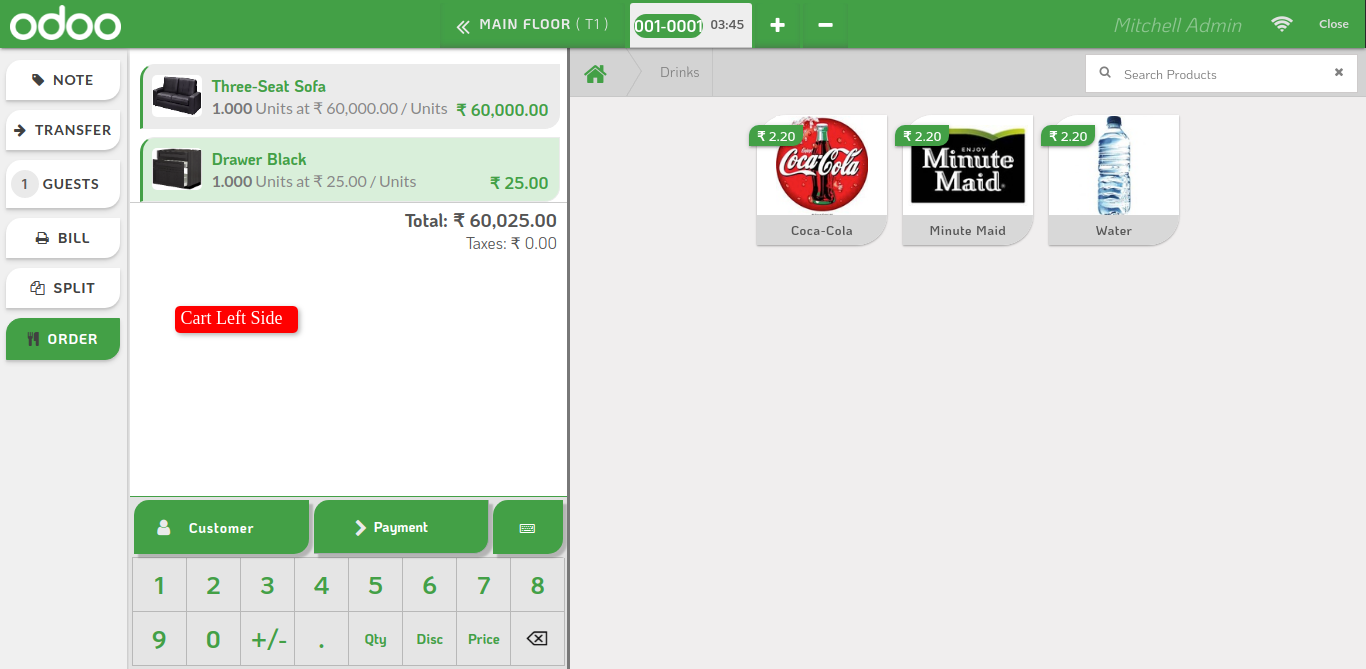 odoo
MAIN FLOOR ( T1 )
001-0001 03:45
Mitchell Admin
Close
NOTE
TRANSFER
1 GUESTS
BILL
SPLIT
ORDER
Three-Seat Sofa
1.000 Units at ₹ 60,000.00 / Units ₹ 60,000.00
Drawer Black
1.000 Units at ₹ 25.00 / Units ₹ 25.00
Total: ₹ 60,025.00
Taxes: ₹ 0.00
Cart Left Side
Customer
Payment
1 2 3 4 5 6 7 8
9 0 +/- . Qty Disc Price
Drinks
Search Products
₹ 2.20
Enjoy
Coca-Cola
Coca-Cola
₹ 2.20
ENJOY
Minute
Maid
Minute Maid
₹ 2.20
Water